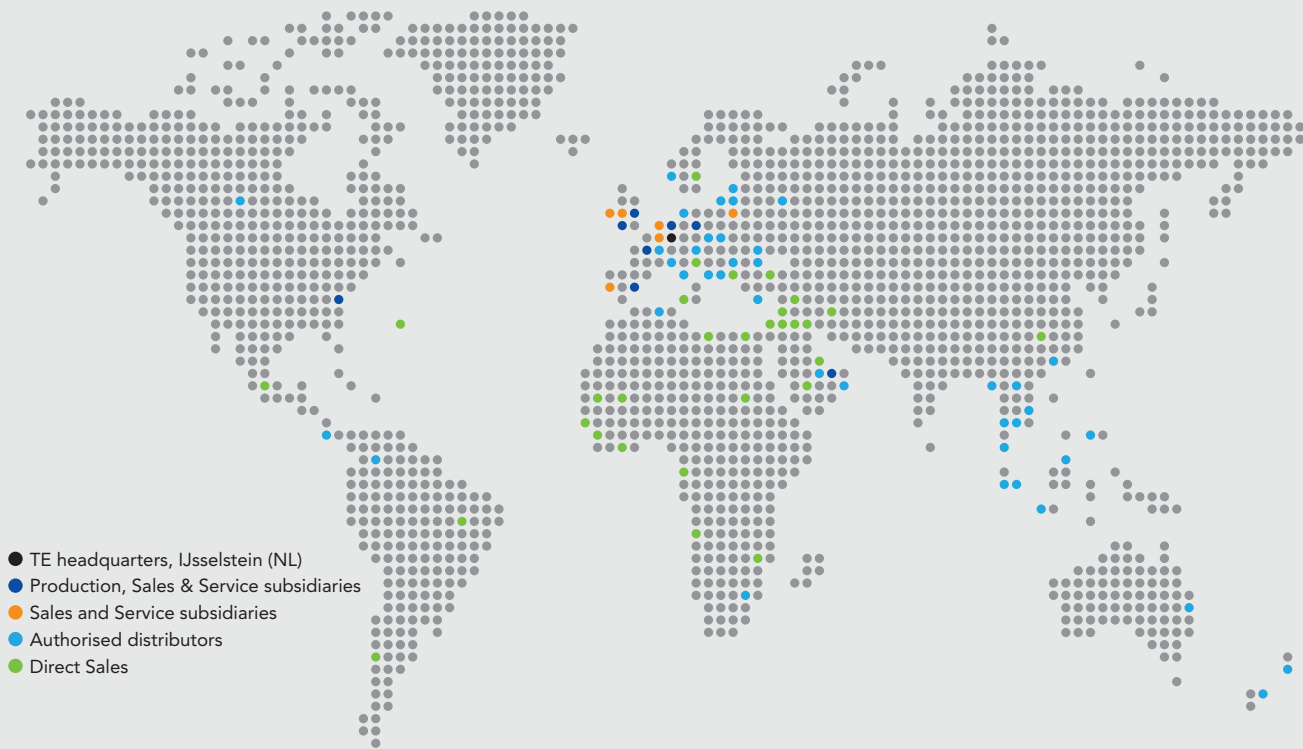 TE headquarters, IJsselstein (NL)
Production, Sales & Service subsidiaries
Sales and Service subsidiaries
Authorised distributors
Direct Sales